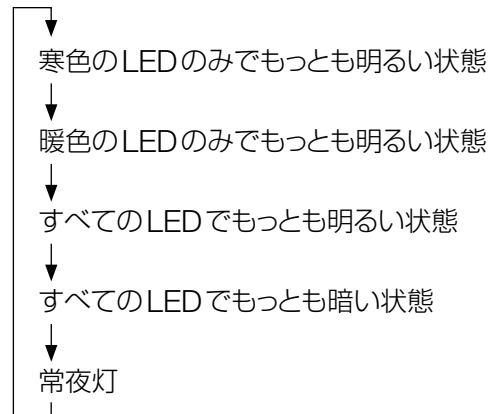 寒色のLEDのみでもっとも明るい状態
暖色のLEDのみでもっとも明るい状態
すべてのLEDでもっとも明るい状態
すべてのLEDでもっとも暗い状態
常夜灯